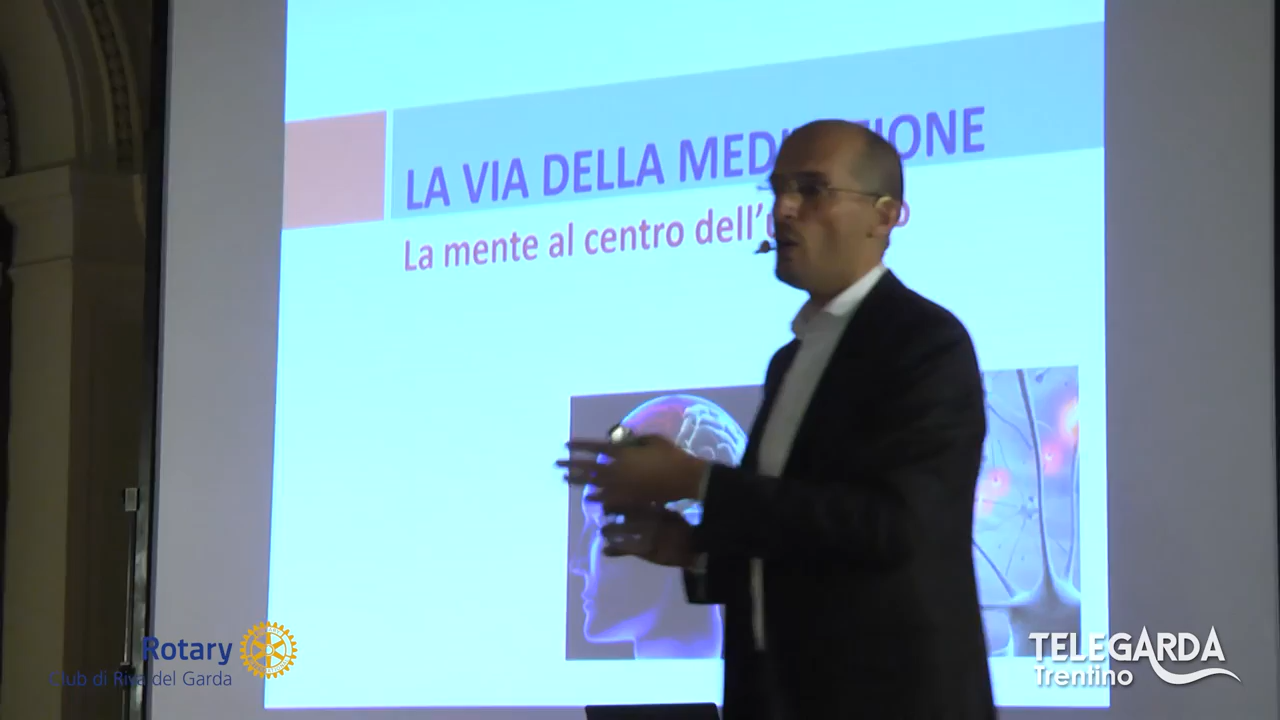 LA VIA DELLA MED ONE
La mente al centro dell'u
Rotary
Club di Riva del Garda
TELEGARDA
Trentino